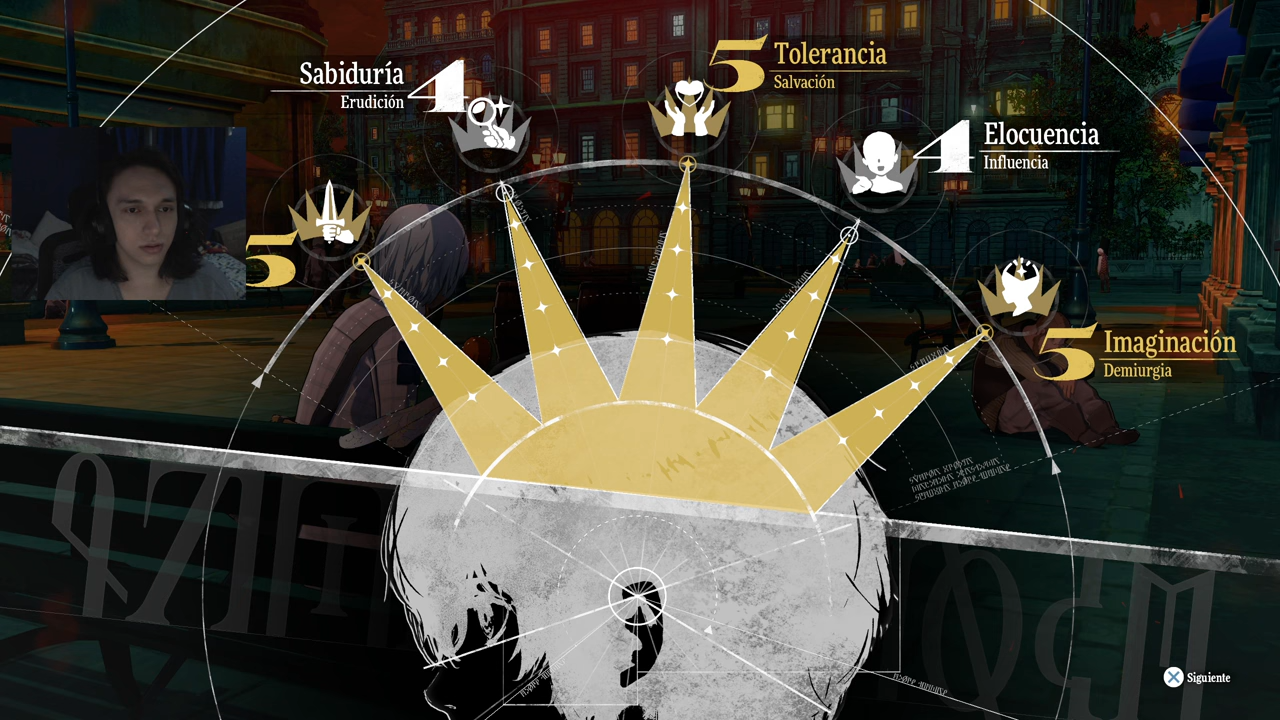 Sabiduría
Erudición
4
5
Tolerancia
Salvación
4
Elocuencia
Influencia
5
5
Imaginación
Demiurgia
Siguiente